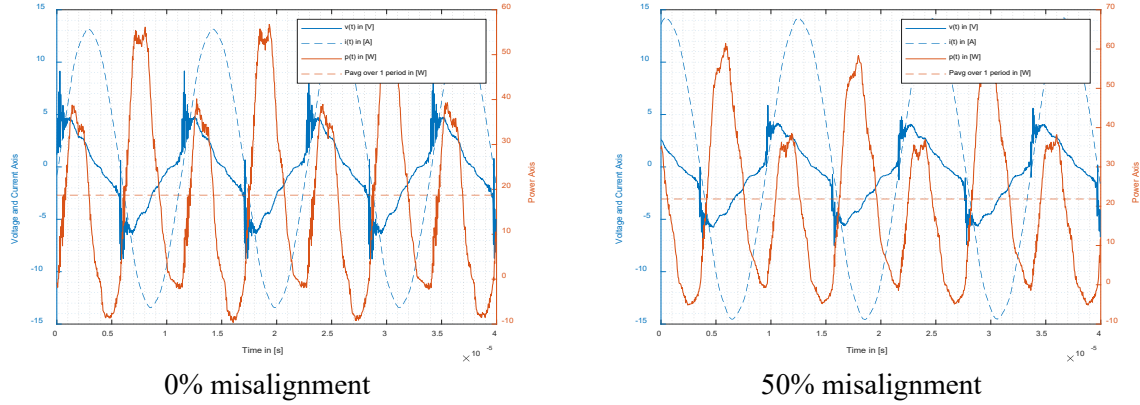 60
15
v(t) in [V]
i(t) in [A]
50
p(t) in [W]
Pavg over 1 period in [W]
10
40
5
30
0
20
-5
10
-10
0
-15
-10
0
0.5
1
1.5
2
2.5
3
3.5
4
Voltage and Current Axis
Power Axis
Time in [s]
× 10 -5
0% misalignment
70
15
v(t) in [V]
i(t) in [A]
60
p(t) in [W]
Pavg over 1 period in [W]
10
50
5
40
0
30
20
-5
10
-10
0
-15
-10
0
0.5
1
1.5
2
2.5
3
3.5
4
Voltage and Current Axis
Power Axis
Time in [s]
× 10 -5
50% misalignment